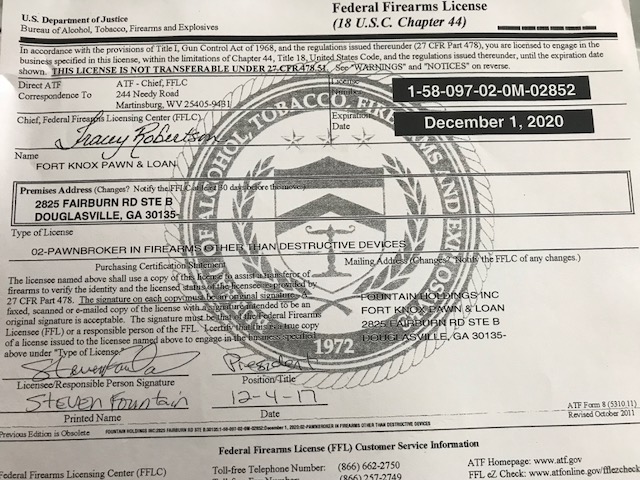 U.S. Department of Justice
Bureau of Alcohol, Tobacco, Firearms and Explosives
Federal Firearms License
(18 U.S.C. Chapter 44)
In accordance with the provisions of Title I, Gun Control Act of 1968, and the regulations issued thereunder (27 CFR Part 478), you are licensed to engage in the
business specified in this license, within the limitations of Chapter 44, Title 18, United States Code, and the regulations issued thereunder, until the expiration date
shown. THIS LICENSE IS NOT TRANSFERABLE UNDER 27 CFR 478.51. See "WARNINGS" and "NOTICES" on reverse.
Direct ATF
Correspondence To
ATF - Chief, FFLC
244 Needy Road
Martinsburg, WV 25405-9431
License
Number
1-58-097-02-0M-02852
Chief, Federal Firearms Licensing Center (FFLC)
Tracey Robertson
Expiration
Date
December 1, 2020
Name
FORT KNOX PAWN & LOAN
Premises Address (Changes? Notify the FFLC at least 30 days before the move.)
2825 FAIRBURN RD STE B
DOUGLASVILLE, GA 30135-
Type of License
02-PAWNBROKER IN FIREARMS OTHER THAN DESTRUCTIVE DEVICES
Purchasing Certification Statement
The licensee named above shall use a copy of this license to assist a transferor of
firearms to verify the identity and the licensed status of the licensee as provided by
27 CFR Part 478. The signature on each copy must be an original signature. A
faxed, scanned or e-mailed copy of the license with a signature intended to be an
original signature is acceptable. The signature must be that of the Federal Firearms
Licensee (FFL) or a responsible person of the FFL. I certify that this is a true copy
of a license issued to the licensee named above to engage in the business specified
above under "Type of License."
Mailing Address (Changes? Notify the FFLC of any changes.)
FOUNTAIN HOLDINGS INC
FORT KNOX PAWN & LOAN
2825 FAIRBURN RD STE B
DOUGLASVILLE, GA 30135-
ALCOHOL TOBACCO FIREARMS AND EXPLOSIVES
1972
President
Licensee/Responsible Person Signature
Position/Title
Steven Fountain
12-4-17
Printed Name
Date
ATF Form 8 (5310.11)
Revised October 2011
Previous Edition is Obsolete
FOUNTAIN HOLDINGS INC:2825 FAIRBURN RD STE B:30135:1-58-097-02-0M-02852:December 1, 2020:02-PAWNBROKER IN FIREARMS OTHER THAN DESTRUCTIVE DEVICES
Federal Firearms License (FFL) Customer Service Information
Federal Firearms Licensing Center (FFLC)
Toll-free Telephone Number: (866) 662-2750
(866) 257-2749
ATF Homepage: www.atf.gov
FFL eZ Check: www.atfonline.gov/fflezcheck